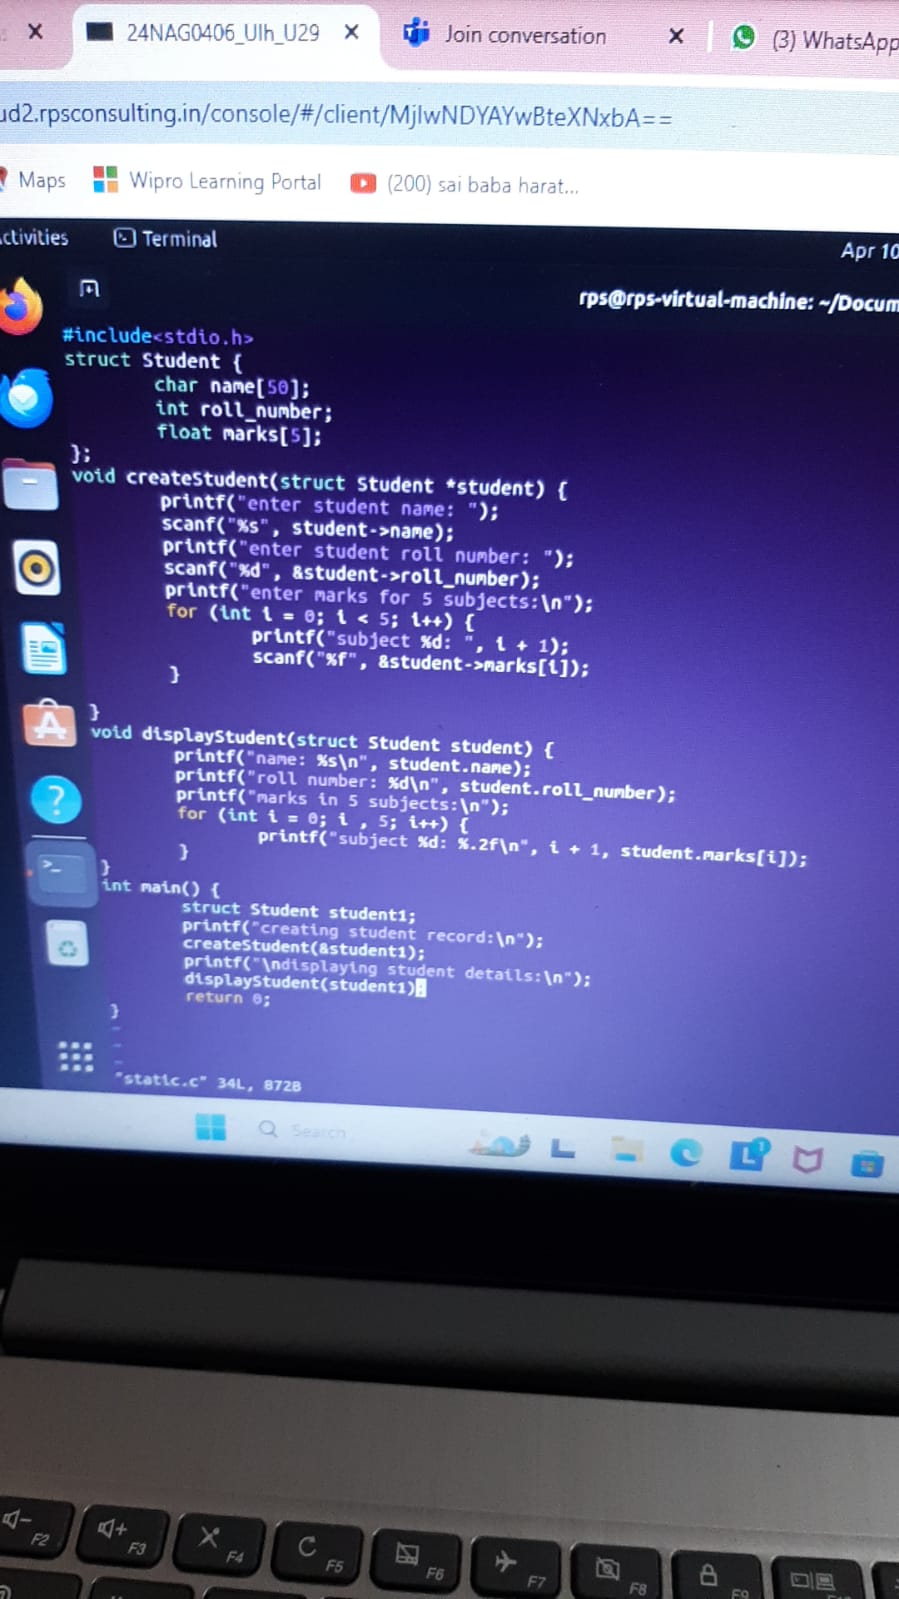 24NAG0406_Ulh_U29
Join conversation
(3) WhatsApp
ud2.rpsconsulting.in/console/#/client/MjIwNDYAYwBteXNxbA==
Maps
Wipro Learning Portal
(200) sai baba harat...
Activities
Terminal
Apr 10
rps@rps-virtual-machine: ~/Docum
#include<stdio.h>
struct Student {
char name[50];
int roll_number;
float marks[5];
};
void createStudent(struct Student *student) {
printf("enter student name: ");
scanf("%s", student->name);
printf("enter student roll number: ");
scanf("%d", &student->roll_number);
printf("enter marks for 5 subjects:\n");
for (int i = 0; i < 5; i++) {
printf("subject %d: ", i + 1);
scanf("%f", &student->marks[i]);
}
}
void displayStudent(struct Student student) {
printf("name: %s\n", student.name);
printf("roll number: %d\n", student.roll_number);
printf("marks in 5 subjects:\n");
for (int i = 0; i , 5; i++) {
printf("subject %d: %.2f\n", i + 1, student.marks[i]);
}
}
int main() {
struct Student student1;
printf("creating student record:\n");
createStudent(&student1);
printf("\ndisplaying student details:\n");
displayStudent(student1);
return 0;
}
~
~
~
"static.c" 34L, 872B
Search
F2
F3
F4
F5
F6
F7
F8
F9